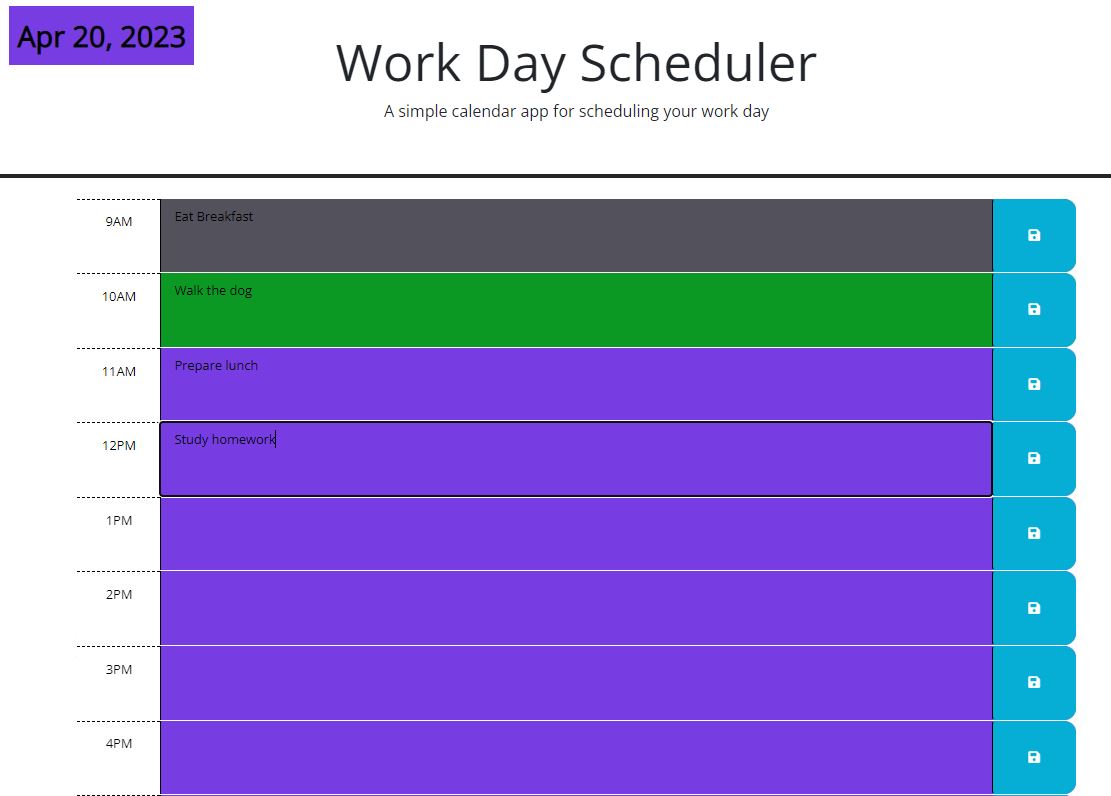 Apr 20, 2023
Work Day Scheduler
A simple calendar app for scheduling your work day
9AM
Eat Breakfast
10AM
Walk the dog
11AM
Prepare lunch
12PM
Study homework
1PM
2PM
3PM
4PM